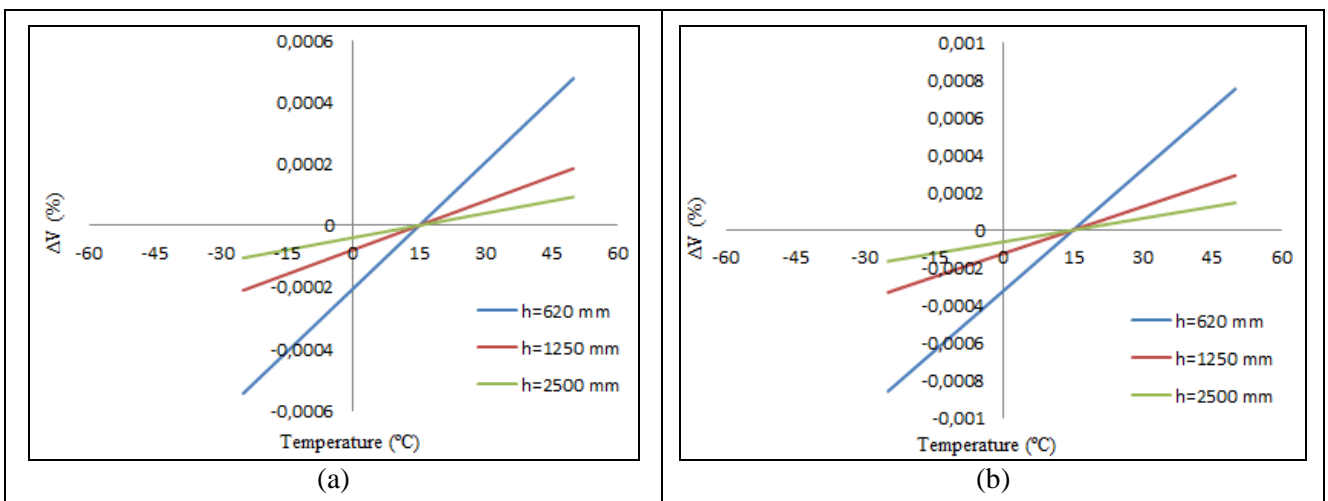 0,0006
0,0004
0,0002
0
-0,0002
-0,0004
-0,0006
-60 -45 -30 -15 0 15 30 45 60
ΔV (%)
Temperature (ºC)
h=620 mm
h=1250 mm
h=2500 mm
(a)
0,001
0,0008
0,0006
0,0004
0,0002
0
-0,0002
-0,0004
-0,0006
-0,0008
-0,001
-60 -45 -30 -15 0 15 30 45 60
ΔV (%)
Temperature (ºC)
h=620 mm
h=1250 mm
h=2500 mm
(b)